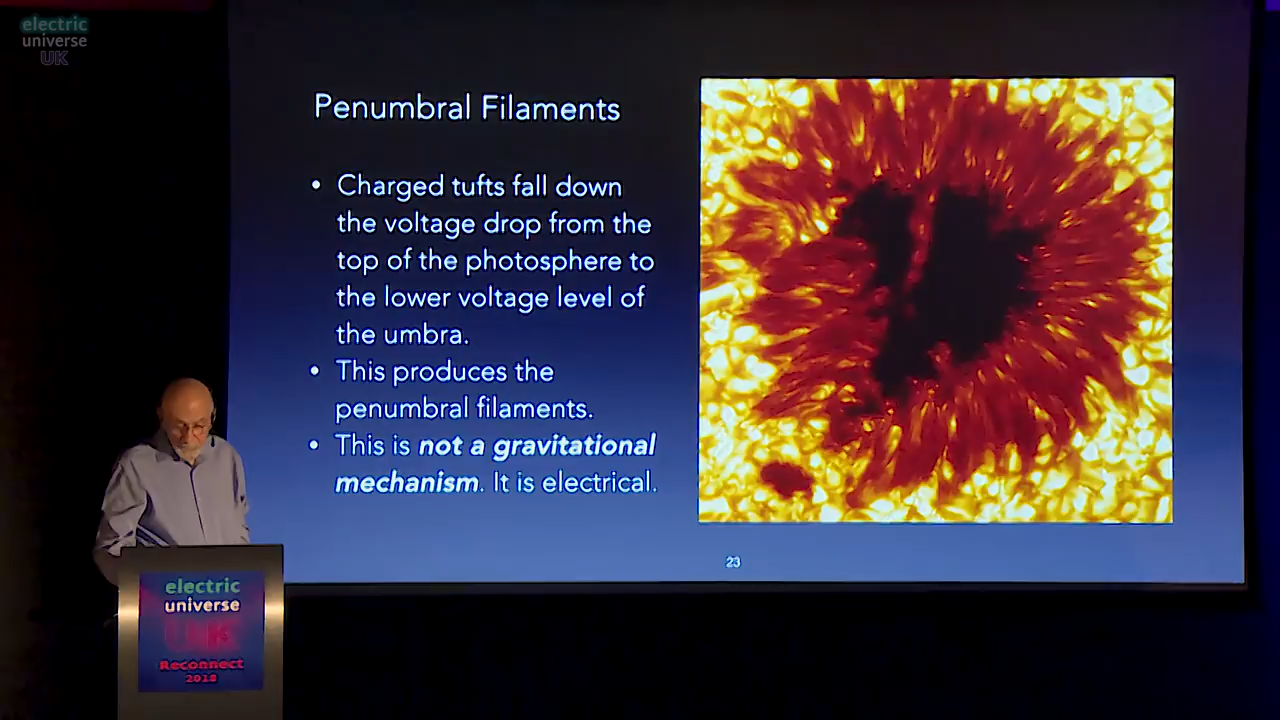 electric
universe
UK
Penumbral Filaments
• Charged tufts fall down
the voltage drop from the
top of the photosphere to
the lower voltage level of
the umbra.
• This produces the
penumbral filaments.
• This is not a gravitational
mechanism. It is electrical.
23
electric
universe
UK
Reconnect
2018